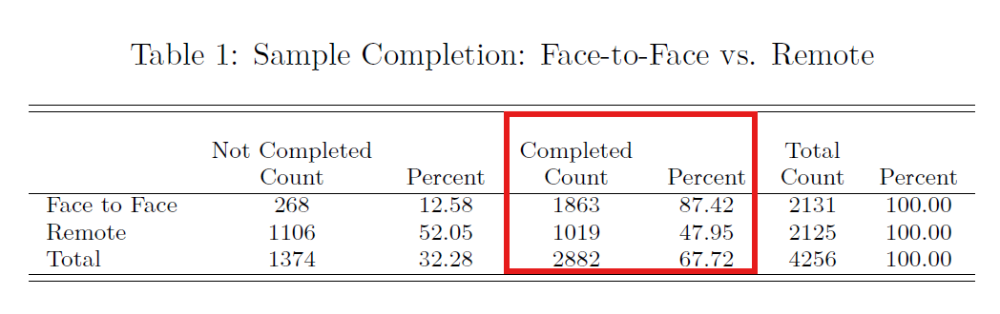 Table 1: Sample Completion: Face-to-Face vs. Remote
Not Completed Completed Total
Count Percent Count Percent Count Percent
Face to Face 268 12.58 1863 87.42 2131 100.00
Remote 1106 52.05 1019 47.95 2125 100.00
Total 1374 32.28 2882 67.72 4256 100.00